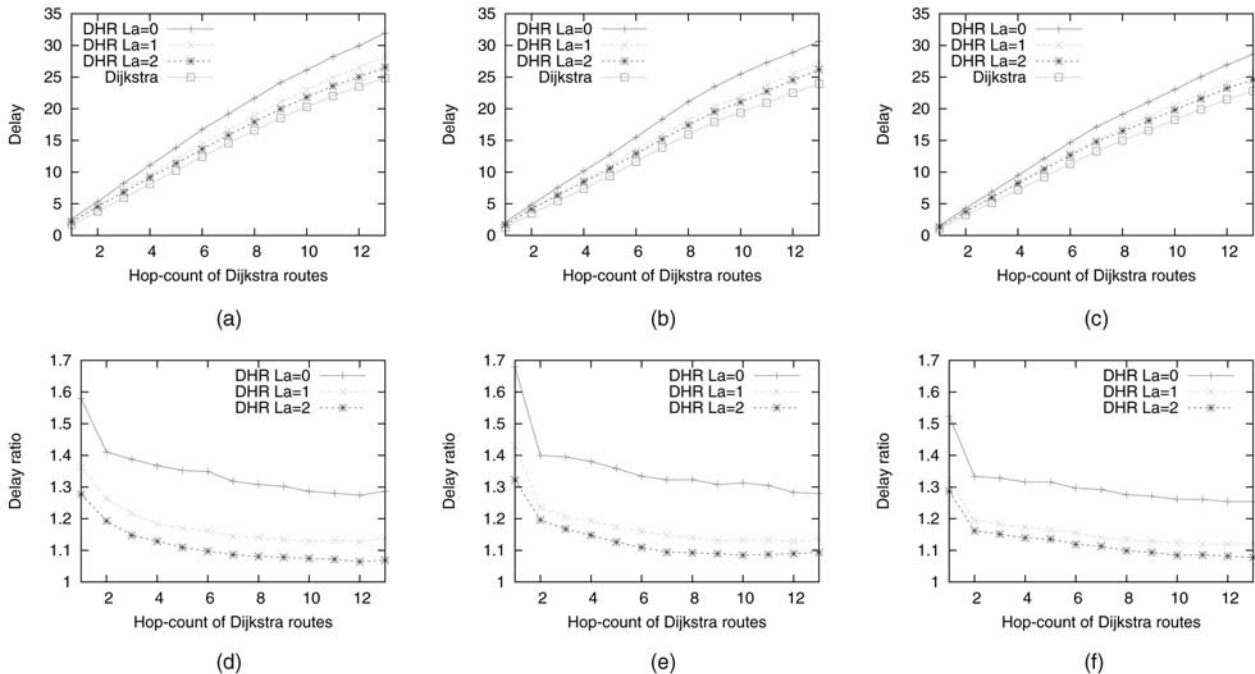 35
30
25
20
15
10
5
0
Delay
DHR La=0
DHR La=1
DHR La=2
Dijkstra
2 4 6 8 10 12
Hop-count of Dijkstra routes
(a)
35
30
25
20
15
10
5
0
Delay
DHR La=0
DHR La=1
DHR La=2
Dijkstra
2 4 6 8 10 12
Hop-count of Dijkstra routes
(b)
35
30
25
20
15
10
5
0
Delay
DHR La=0
DHR La=1
DHR La=2
Dijkstra
2 4 6 8 10 12
Hop-count of Dijkstra routes
(c)
1.7
1.6
1.5
1.4
1.3
1.2
1.1
1
Delay ratio
DHR La=0
DHR La=1
DHR La=2
2 4 6 8 10 12
Hop-count of Dijkstra routes
(d)
1.7
1.6
1.5
1.4
1.3
1.2
1.1
1
Delay ratio
DHR La=0
DHR La=1
DHR La=2
2 4 6 8 10 12
Hop-count of Dijkstra routes
(e)
1.7
1.6
1.5
1.4
1.3
1.2
1.1
1
Delay ratio
DHR La=0
DHR La=1
DHR La=2
2 4 6 8 10 12
Hop-count of Dijkstra routes
(f)